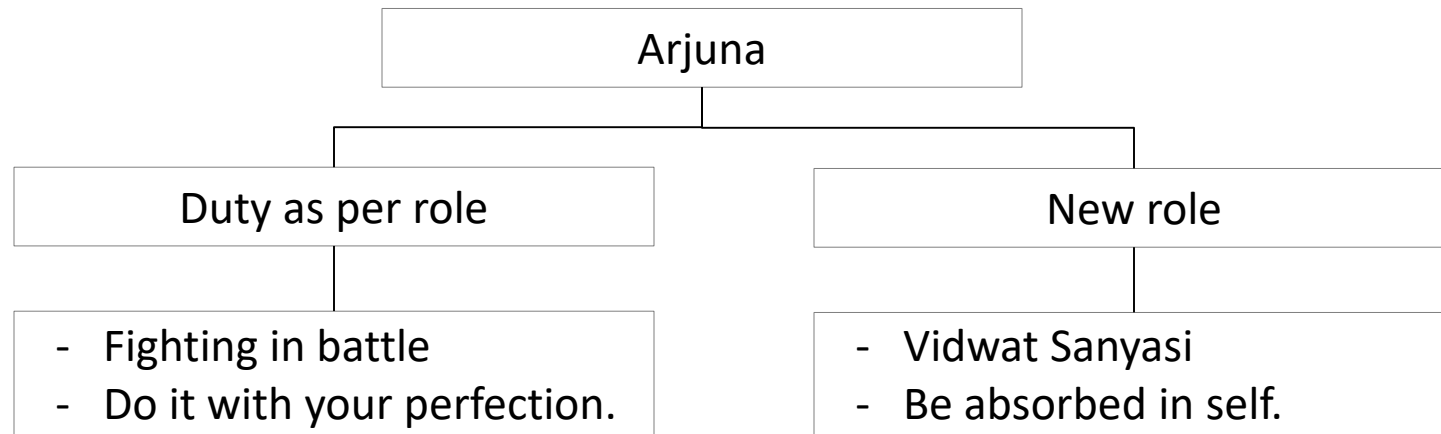 Arjuna
Duty as per role
New role
- Fighting in battle
- Do it with your perfection.
- Vidwat Sanyasi
- Be absorbed in self.